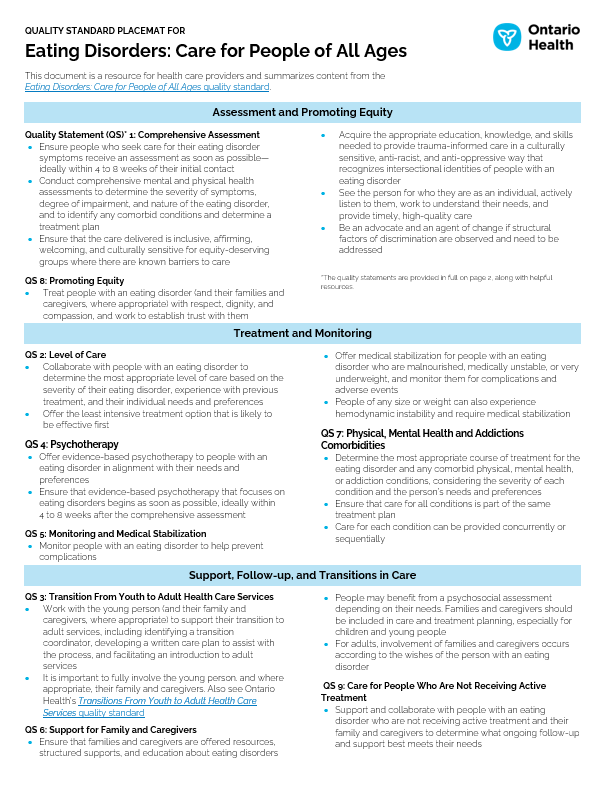 QUALITY STANDARD PLACEMAT FOR
Eating Disorders: Care for People of All Ages
Ontario
Health
This document is a resource for health care providers and summarizes content from the
Eating Disorders: Care for People of All Ages quality standard.
Assessment and Promoting Equity
Quality Statement (QS)* 1: Comprehensive Assessment
• Ensure people who seek care for their eating disorder
symptoms receive an assessment as soon as possible—
ideally within 4 to 8 weeks of their initial contact
• Conduct comprehensive mental and physical health
assessments to determine the severity of symptoms,
degree of impairment, and nature of the eating disorder,
and to identify any comorbid conditions and determine a
treatment plan
• Ensure that the care delivered is inclusive, affirming,
welcoming, and culturally sensitive for equity-deserving
groups where there are known barriers to care
QS 8: Promoting Equity
• Treat people with an eating disorder (and their families and
caregivers, where appropriate) with respect, dignity, and
compassion, and work to establish trust with them
• Acquire the appropriate education, knowledge, and skills
needed to provide trauma-informed care in a culturally
sensitive, anti-racist, and anti-oppressive way that
recognizes intersectional identities of people with an
eating disorder
• See the person for who they are as an individual, actively
listen to them, work to understand their needs, and
provide timely, high-quality care
• Be an advocate and an agent of change if structural
factors of discrimination are observed and need to be
addressed
*The quality statements are provided in full on page 2, along with helpful
resources.
Treatment and Monitoring
QS 2: Level of Care
• Collaborate with people with an eating disorder to
determine the most appropriate level of care based on the
severity of their eating disorder, experience with previous
treatment, and their individual needs and preferences
• Offer the least intensive treatment option that is likely to
be effective first
QS 4: Psychotherapy
• Offer evidence-based psychotherapy to people with an
eating disorder in alignment with their needs and
preferences
• Ensure that evidence-based psychotherapy that focuses on
eating disorders begins as soon as possible, ideally within
4 to 8 weeks after the comprehensive assessment
QS 5: Monitoring and Medical Stabilization
• Monitor people with an eating disorder to help prevent
complications
• Offer medical stabilization for people with an eating
disorder who are malnourished, medically unstable, or very
underweight, and monitor them for complications and
adverse events
• People of any size or weight can also experience
hemodynamic instability and require medical stabilization
QS 7: Physical, Mental Health and Addictions
Comorbidities
• Determine the most appropriate course of treatment for the
eating disorder and any comorbid physical, mental health,
or addiction conditions, considering the severity of each
condition and the person's needs and preferences
• Ensure that care for all conditions is part of the same
treatment plan
• Care for each condition can be provided concurrently or
sequentially
Support, Follow-up, and Transitions in Care
QS 3: Transition From Youth to Adult Health Care Services
• Work with the young person (and their family and
caregivers, where appropriate) to support their transition to
adult services, including identifying a transition
coordinator, developing a written care plan to assist with
the process, and facilitating an introduction to adult
services
• It is important to fully involve the young person, and where
appropriate, their family and caregivers. Also see Ontario
Health's Transitions From Youth to Adult Health Care
Services quality standard
QS 6: Support for Family and Caregivers
• Ensure that families and caregivers are offered resources,
structured supports, and education about eating disorders
• People may benefit from a psychosocial assessment
depending on their needs. Families and caregivers should
be included in care and treatment planning, especially for
children and young people
• For adults, involvement of families and caregivers occurs
according to the wishes of the person with an eating
disorder
QS 9: Care for People Who Are Not Receiving Active
Treatment
• Support and collaborate with people with an eating
disorder who are not receiving active treatment and their
family and caregivers to determine what ongoing follow-up
and support best meets their needs